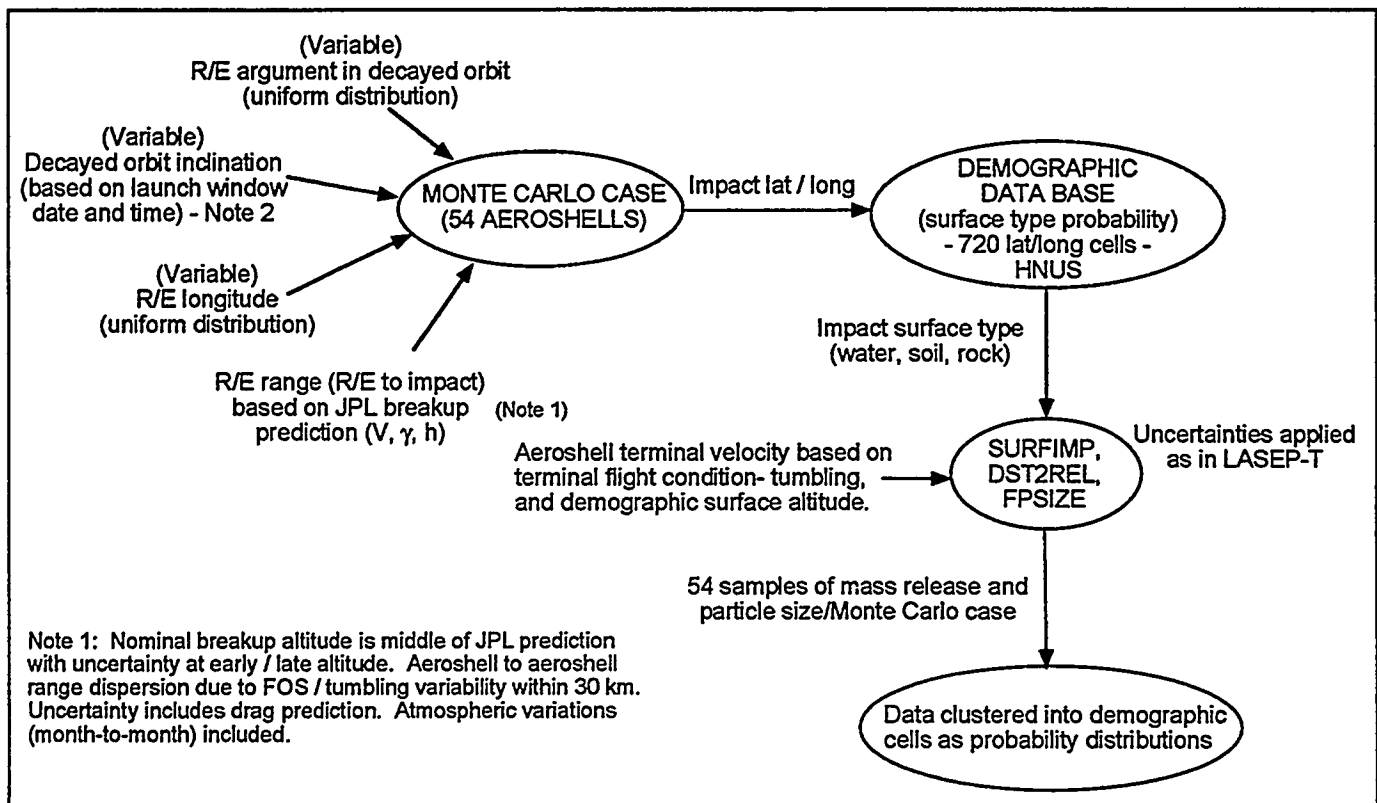 (Variable)
R/E argument in decayed orbit
(uniform distribution)
(Variable)
Decayed orbit inclination
(based on launch window
date and time) - Note 2
(Variable)
R/E longitude
(uniform distribution)
R/E range (R/E to impact)
based on JPL breakup
prediction (V, γ, h)
(Note 1)
MONTE CARLO CASE
(54 AEROSHELLS)
Impact lat / long
DEMOGRAPHIC
DATA BASE
(surface type probability)
- 720 lat/long cells -
HNUS
Impact surface type
(water, soil, rock)
Aeroshell terminal velocity based on
terminal flight condition- tumbling,
and demographic surface altitude.
SURFIMP,
DST2REL,
FPSIZE
Uncertainties applied
as in LASEP-T
54 samples of mass release and
particle size/Monte Carlo case
Data clustered into demographic
cells as probability distributions
Note 1: Nominal breakup altitude is middle of JPL prediction
with uncertainty at early / late altitude. Aeroshell to aeroshell
range dispersion due to FOS / tumbling variability within 30 km.
Uncertainty includes drag prediction. Atmospheric variations
(month-to-month) included.